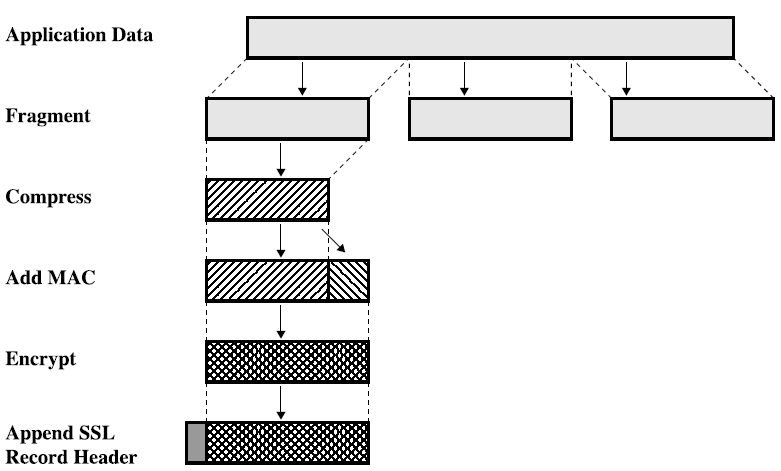 Application Data
Fragment
Compress
Add MAC
Encrypt
Append SSL
Record Header